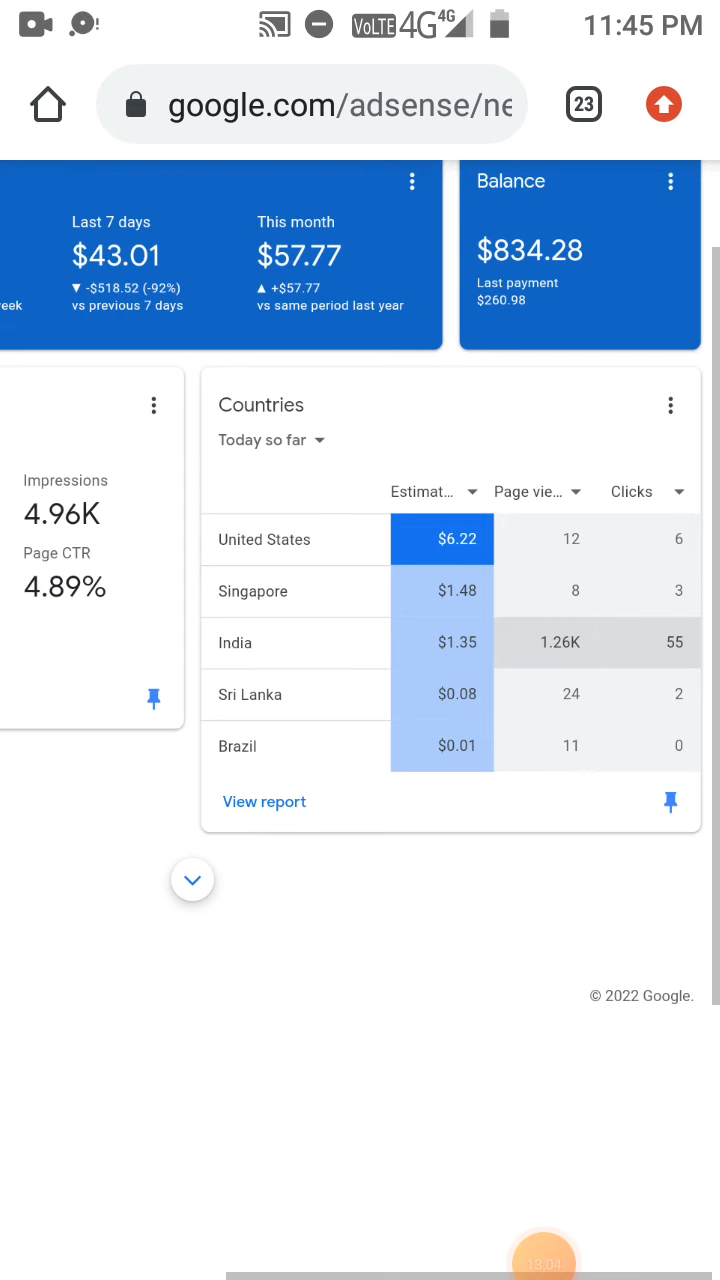 VoLTE 4G 4G 11:45 PM
google.com/adsense/ne
23
Balance
Last 7 days This month
$43.01 $57.77 $834.28
▼ -$518.52 (-92%) ▲ +$57.77 Last payment
eek vs previous 7 days vs same period last year $260.98
Countries
Today so far
Impressions
4.96K
Page CTR
4.89%
Estimat... Page vie... Clicks
United States $6.22 12 6
Singapore $1.48 8 3
India $1.35 1.26K 55
Sri Lanka $0.08 24 2
Brazil $0.01 11 0
View report
© 2022 Google.
13:04